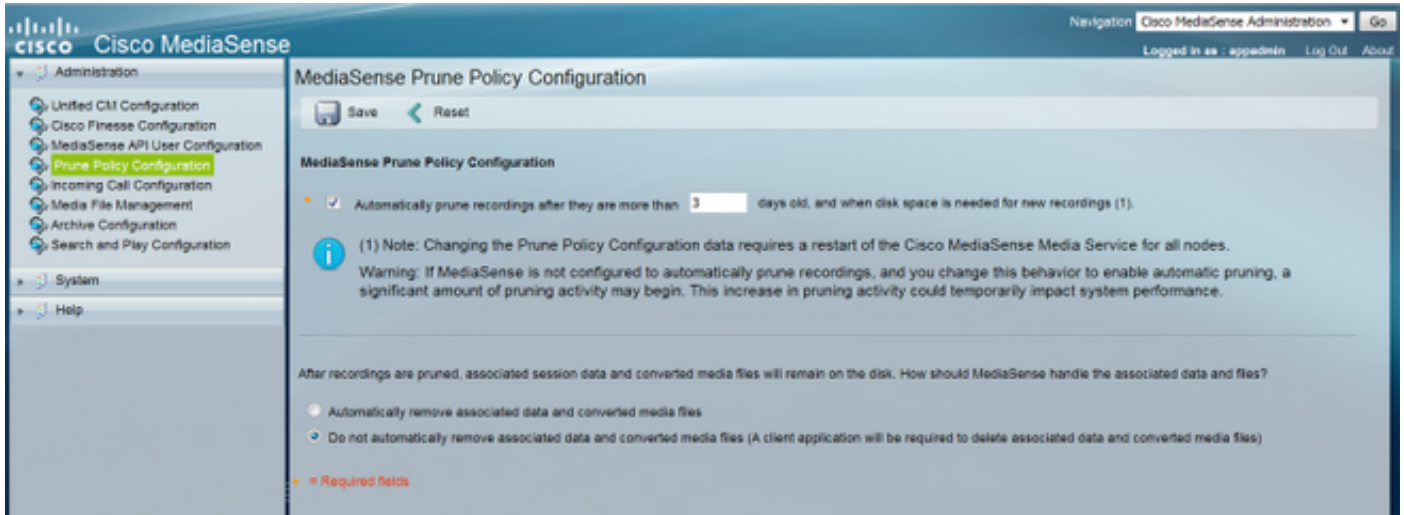 Navigation Cisco MediaSense Administration Go
CISCO Cisco MediaSense
Logged in as : appadmin Log Out About
Administration
Unified CM Configuration
Cisco Finesse Configuration
MediaSense API User Configuration
Prune Policy Configuration
Incoming Call Configuration
Media File Management
Archive Configuration
Search and Play Configuration
System
Help
MediaSense Prune Policy Configuration
Save Reset
MediaSense Prune Policy Configuration
* Automatically prune recordings after they are more than 3 days old, and when disk space is needed for new recordings (1).
(1) Note: Changing the Prune Policy Configuration data requires a restart of the Cisco MediaSense Media Service for all nodes.
Warning: If MediaSense is not configured to automatically prune recordings, and you change this behavior to enable automatic pruning, a
significant amount of pruning activity may begin. This increase in pruning activity could temporarily impact system performance.
After recordings are pruned, associated session data and converted media files will remain on the disk. How should MediaSense handle the associated data and files?
Automatically remove associated data and converted media files
Do not automatically remove associated data and converted media files (A client application will be required to delete associated data and converted media files)
* = Required fields